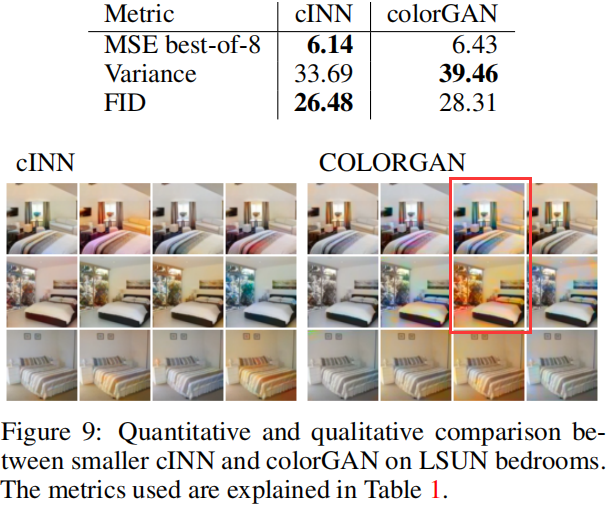 Metric cINN colorGAN
MSE best-of-8 6.14 6.43
Variance 33.69 39.46
FID 26.48 28.31
cINN COLORGAN
Figure 9: Quantitative and qualitative comparison be-
tween smaller cINN and colorGAN on LSUN bedrooms.
The metrics used are explained in Table 1.